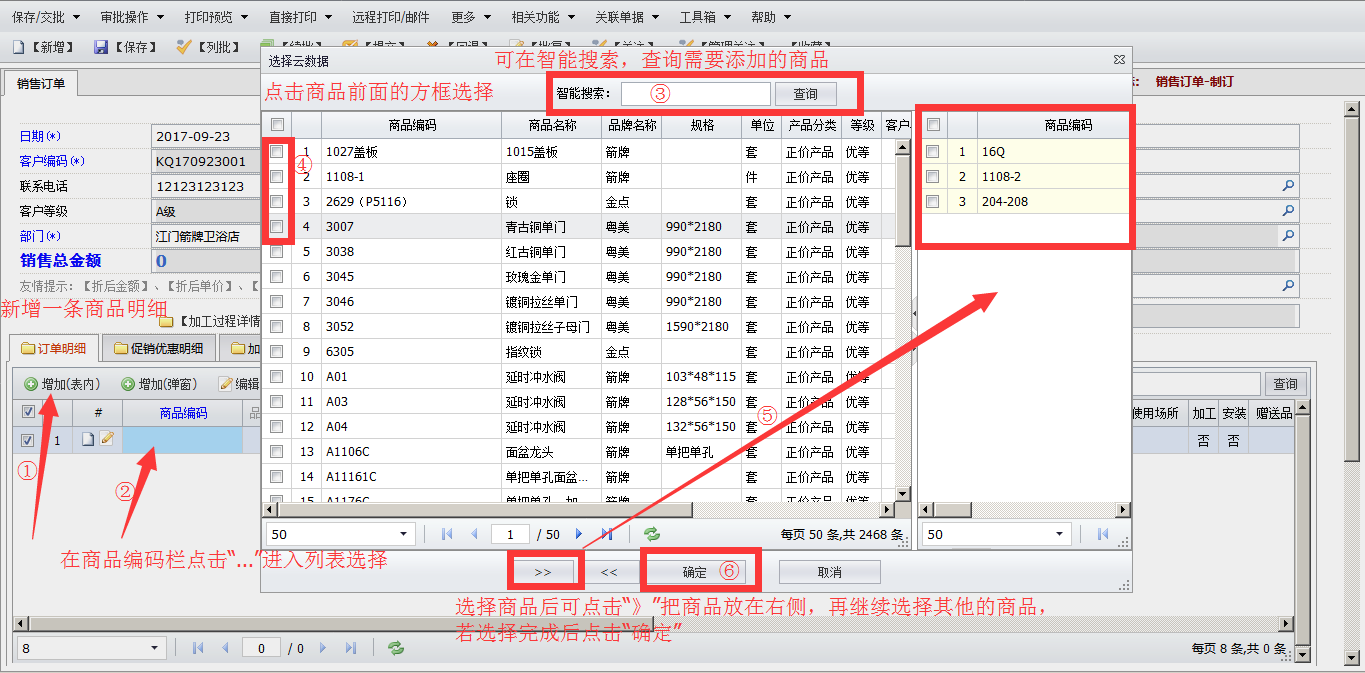 保存/交批 审批操作 打印预览 直接打印 远程打印/邮件 更多 相关功能 关联单据 工具箱 帮助
【新增】 【保存】 【列批】
选择云数据
可在智能搜索，查询需要添加的商品
销售订单
销售订单-制订
点击商品前面的方框选择
智能搜索： ③ 查询
日期(*) 2017-09-23
客户编码(*) KQ170923001
联系电话 12123123123
客户等级 A级
部门(*) 江门箭牌卫浴店
销售总金额 0
友情提示:【折后金额】、【折后单价】、【
新增一条商品明细
【加工过程详情
订单明细 促销优惠明细 加
增加(表内) 增加(弹窗) 编辑
# 商品编码 品
1
①
②
在商品编码栏点击“...”进入列表选择
商品编码 商品名称 品牌名称 规格 单位 产品分类 等级 客户
④
1 1027盖板 1015盖板 箭牌 套 正价产品 优等
2 1108-1 座圈 箭牌 件 正价产品 优等
3 2629（P5116） 锁 金点 套 正价产品 优等
4 3007 青古铜单门 粤美 990*2180 套 正价产品 优等
5 3038 红古铜单门 粤美 990*2180 套 正价产品 优等
6 3045 玫瑰金单门 粤美 990*2180 套 正价产品 优等
7 3046 镀铜拉丝单门 粤美 990*2180 套 正价产品 优等
8 3052 镀铜拉丝子母门 粤美 1590*2180 套 正价产品 优等
9 6305 指纹锁 金点 套 正价产品 优等
10 A01 延时冲水阀 箭牌 103*48*115 套 正价产品 优等
11 A03 延时冲水阀 箭牌 128*56*150 套 正价产品 优等
12 A04 延时冲水阀 箭牌 132*56*150 套 正价产品 优等
13 A1106C 面盆龙头 箭牌 单把单孔 套 正价产品 优等
14 A11161C 单把单孔面盆... 箭牌 套 正价产品 优等
15 A1176C 箭牌 套 正价产品 优等
⑤
50 1 / 50 每页 50 条,共 2468 条
商品编码
1 16Q
2 1108-2
3 204-208
50
>> << 确定 ⑥ 取消
选择商品后可点击“》”把商品放在右侧，再继续选择其他的商品，
若选择完成后点击“确定”
查询
使用场所 加工 安装 赠送品
否 否
8 0 / 0 每页 8 条,共 0 条